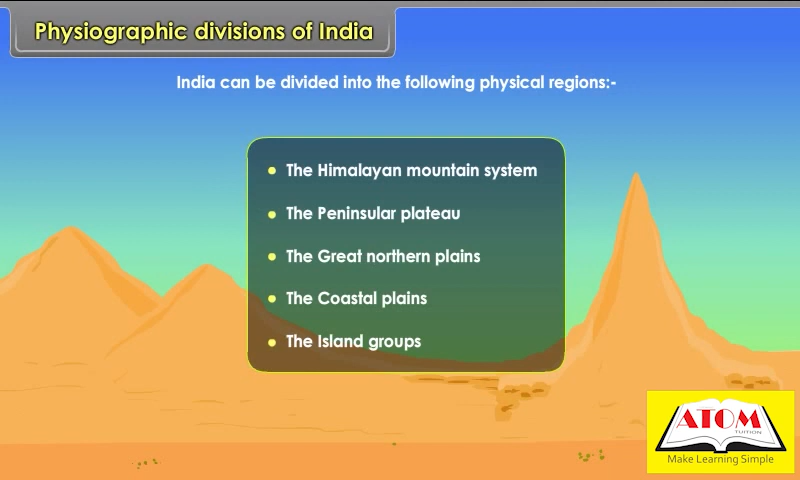 Physiographic divisions of India
India can be divided into the following physical regions:-
The Himalayan mountain system
The Peninsular plateau
The Great northern plains
The Coastal plains
The Island groups
ATOM
TUITION
Make Learning Simple